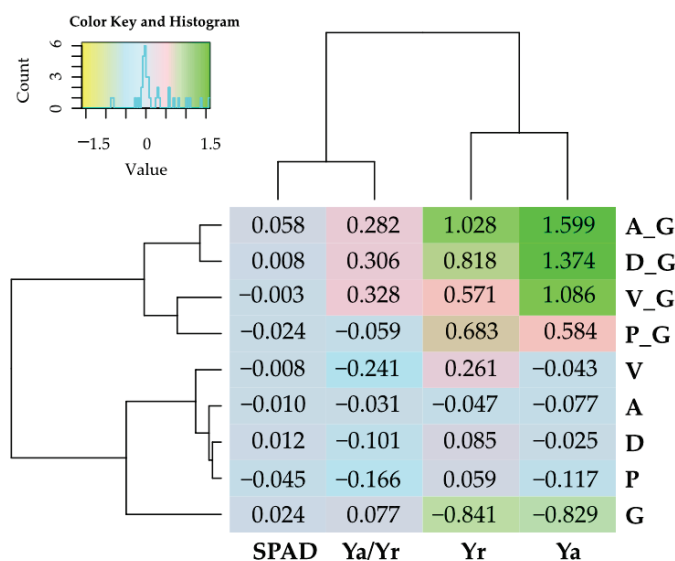 Color Key and Histogram
Count
0 3 6
−1.5 0 1.5
Value
0.058 0.282 1.028 1.599 A_G
0.008 0.306 0.818 1.374 D_G
−0.003 0.328 0.571 1.086 V_G
−0.024 −0.059 0.683 0.584 P_G
−0.008 −0.241 0.261 −0.043 V
−0.010 −0.031 −0.047 −0.077 A
0.012 −0.101 0.085 −0.025 D
−0.045 −0.166 0.059 −0.117 P
0.024 0.077 −0.841 −0.829 G
SPAD Ya/Yr Yr Ya